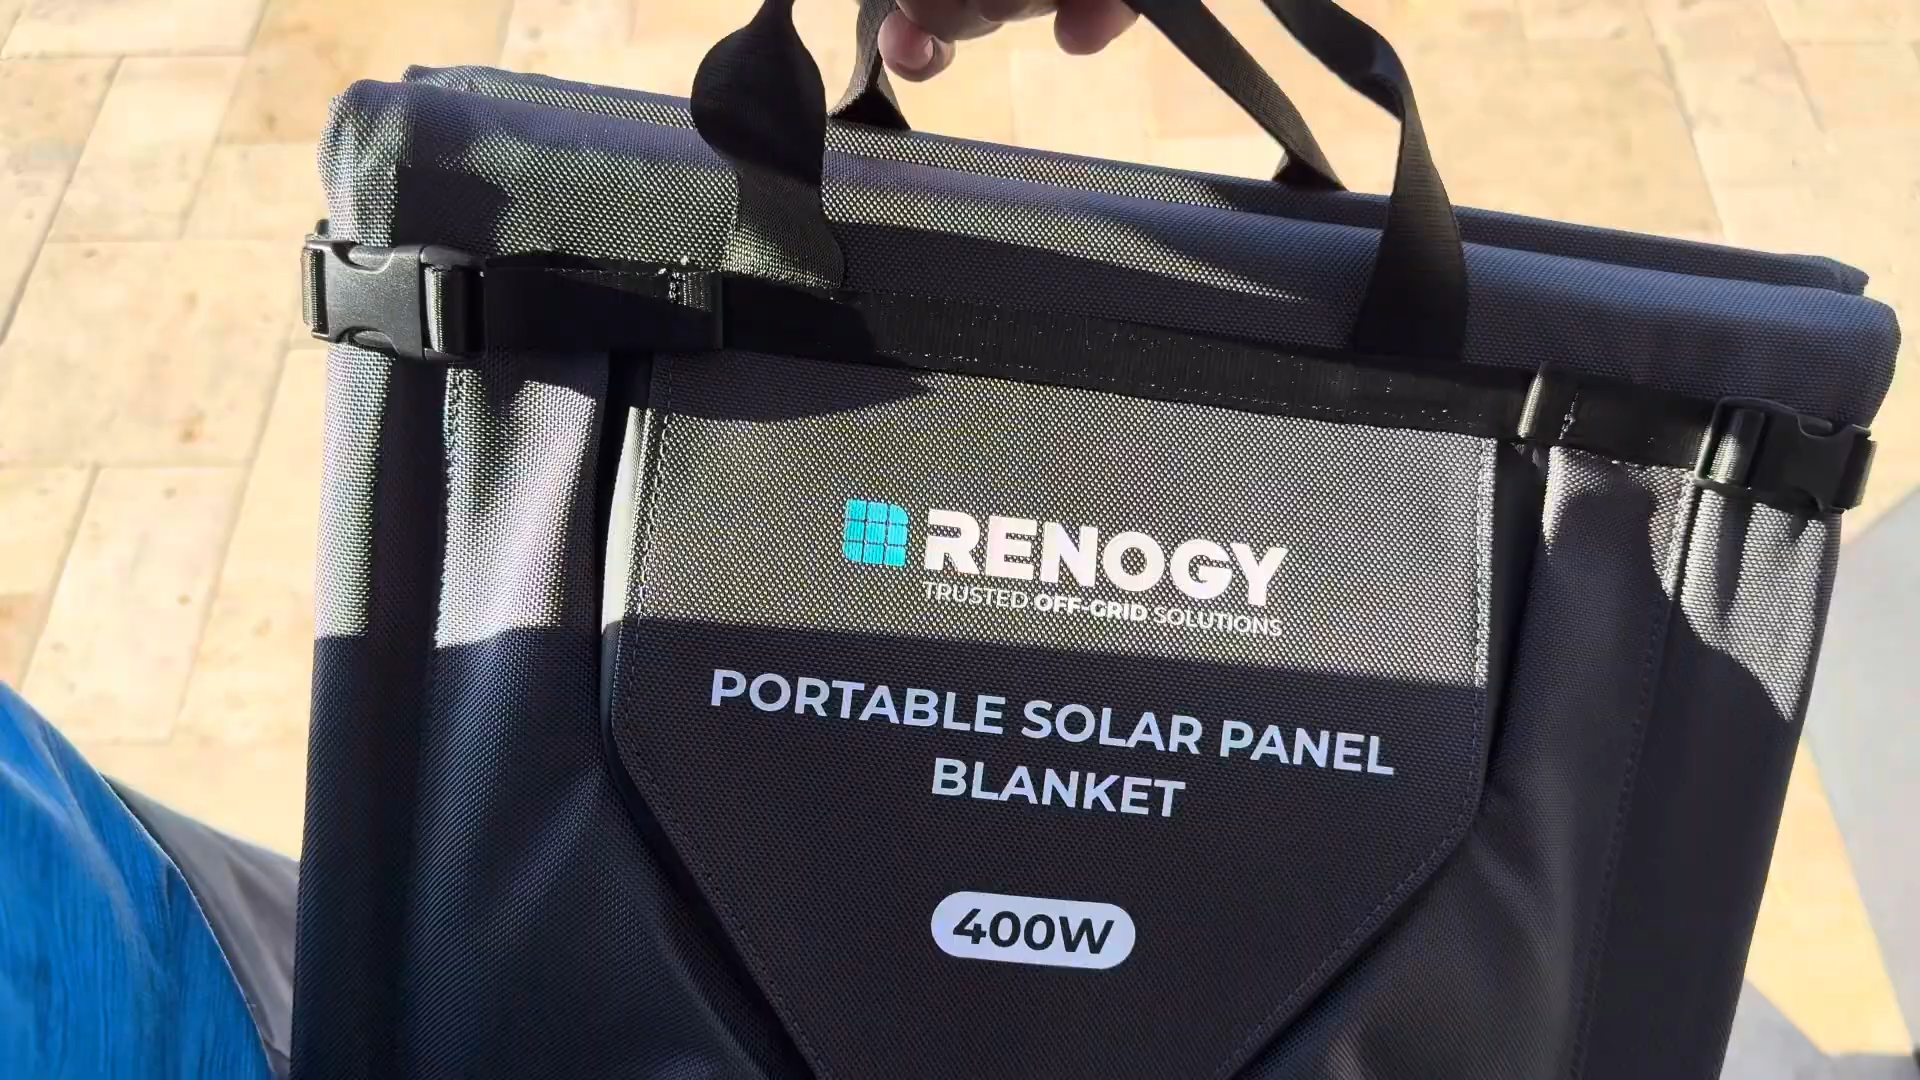 RENOGY
TRUSTED OFF-GRID SOLUTIONS
PORTABLE SOLAR PANEL
BLANKET
400W